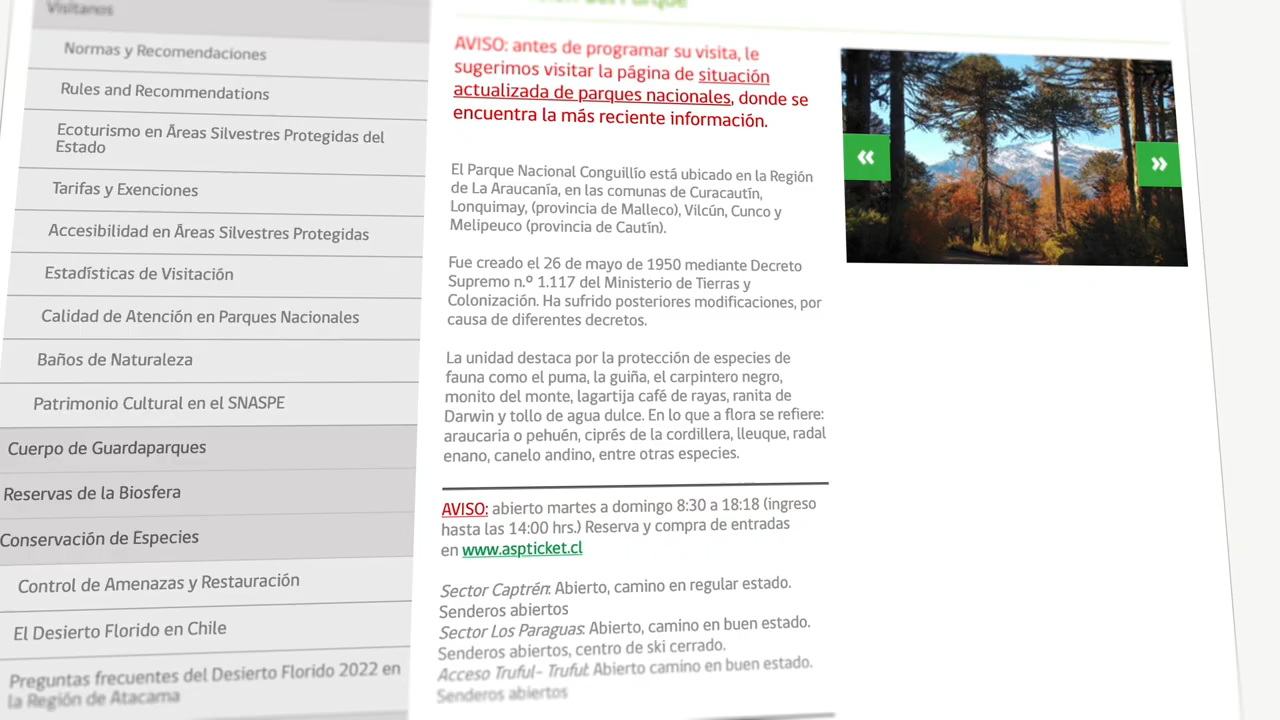 Visítanos
Normas y Recomendaciones
Rules and Recommendations
Ecoturismo en Áreas Silvestres Protegidas del
Estado
Tarifas y Exenciones
Accesibilidad en Áreas Silvestres Protegidas
Estadísticas de Visitación
Calidad de Atención en Parques Nacionales
Baños de Naturaleza
Patrimonio Cultural en el SNASPE
Cuerpo de Guardaparques
Reservas de la Biosfera
Conservación de Especies
Control de Amenazas y Restauración
El Desierto Florido en Chile
Preguntas frecuentes del Desierto Florido 2022 en
la Región de Atacama
del Parque
AVISO: antes de programar su visita, le
sugerimos visitar la página de situación
actualizada de parques nacionales, donde se
encuentra la más reciente información.
El Parque Nacional Conguillío está ubicado en la Región
de La Araucanía, en las comunas de Curacautín,
Lonquimay, (provincia de Malleco), Vilcún, Cunco y
Melipeuco (provincia de Cautín).
Fue creado el 26 de mayo de 1950 mediante Decreto
Supremo n.º 1.117 del Ministerio de Tierras y
Colonización. Ha sufrido posteriores modificaciones, por
causa de diferentes decretos.
La unidad destaca por la protección de especies de
fauna como el puma, la guiña, el carpintero negro,
monito del monte, lagartija café de rayas, ranita de
Darwin y tollo de agua dulce. En lo que a flora se refiere:
araucaria o pehuén, ciprés de la cordillera, lleuque, radal
enano, canelo andino, entre otras especies.
AVISO: abierto martes a domingo 8:30 a 18:18 (ingreso
hasta las 14:00 hrs.) Reserva y compra de entradas
en www.aspticket.cl
Sector Captrén: Abierto, camino en regular estado.
Senderos abiertos
Sector Los Paraguas: Abierto, camino en buen estado.
Senderos abiertos, centro de ski cerrado.
Acceso Truful- Truful: Abierto camino en buen estado.
Senderos abiertos